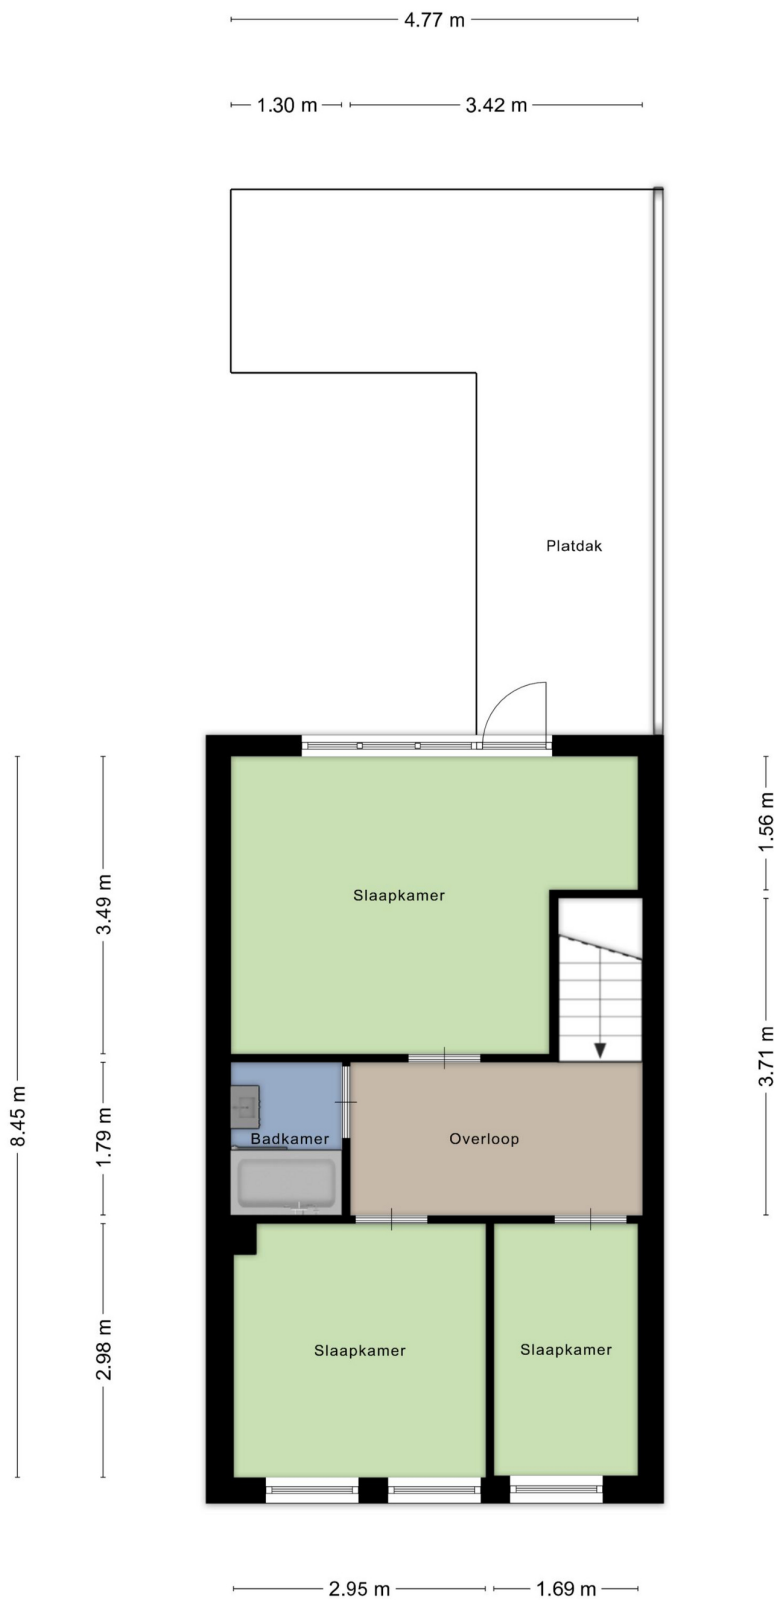 4.77 m
1.30 m
3.42 m
Platdak
1.56 m
3.49 m
Slaapkamer
3.71 m
8.45 m
1.79 m
Badkamer
Overloop
2.98 m
Slaapkamer
Slaapkamer
2.95 m
1.69 m